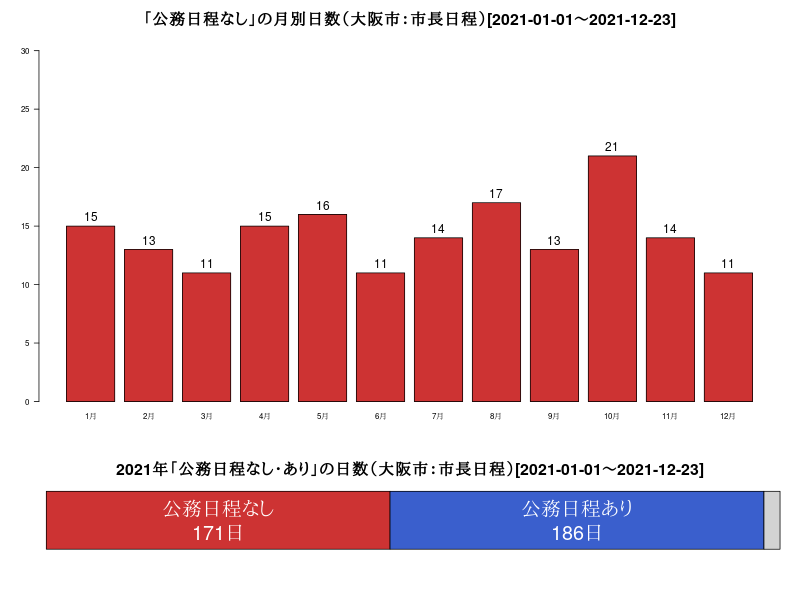 「公務日程なし」の月別日数（大阪市：市長日程）[2021-01-01～2021-12-23]
30
25
20
15
10
5
0
15
13
11
15
16
11
14
17
13
21
14
11
1月
2月
3月
4月
5月
6月
7月
8月
9月
10月
11月
12月
2021年「公務日程なし・あり」の日数（大阪市：市長日程）[2021-01-01～2021-12-23]
公務日程なし
171日
公務日程あり
186日